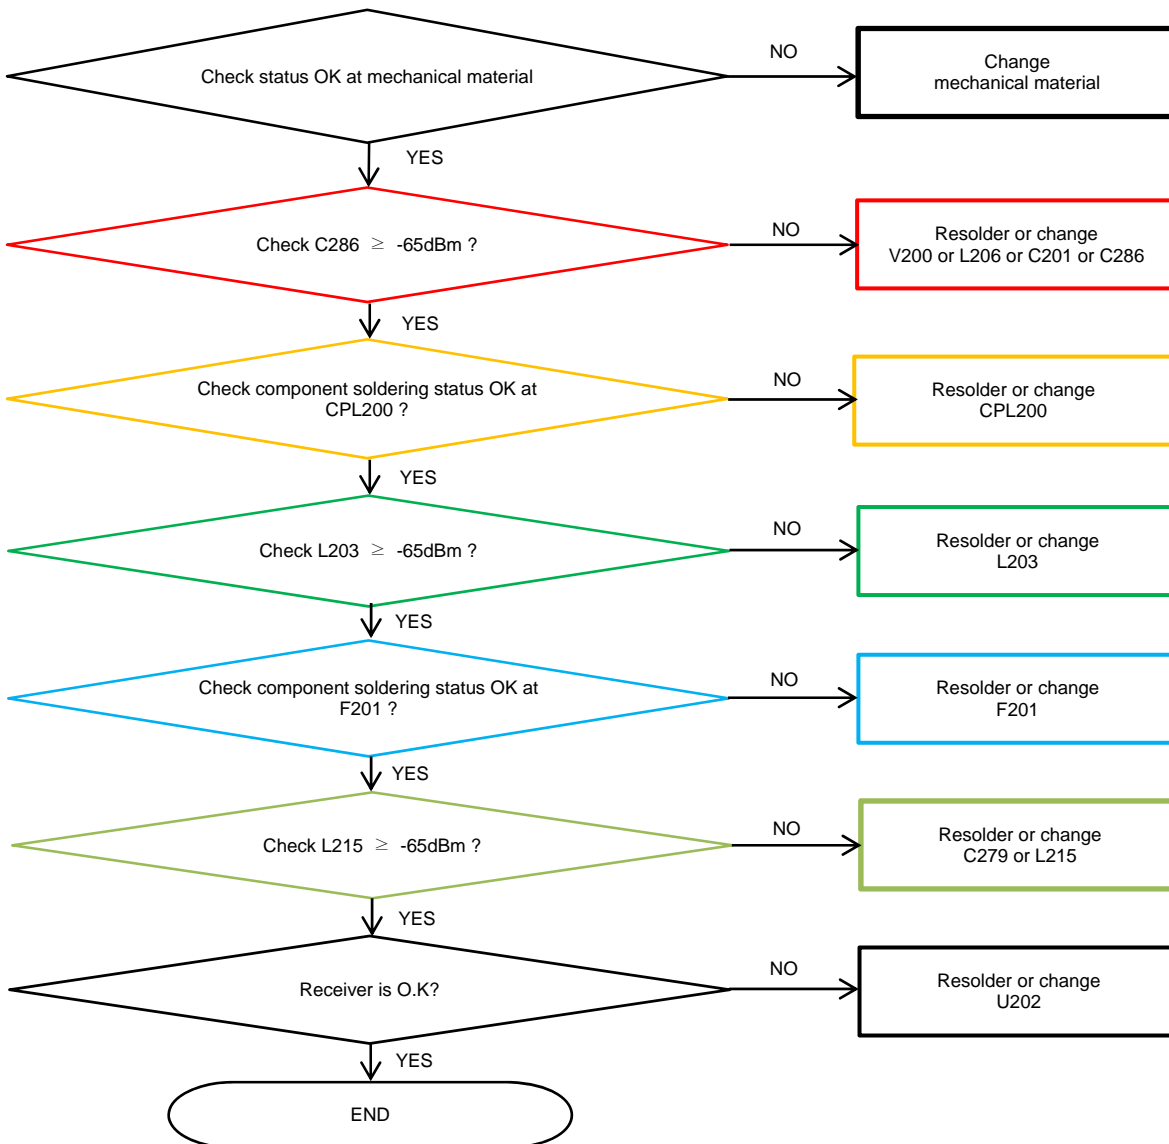 Check status OK at mechanical material
NO
Change
mechanical material
YES
Check C286 ≥ -65dBm ?
NO
Resolder or change
V200 or L206 or C201 or C286
YES
Check component soldering status OK at
CPL200 ?
NO
Resolder or change
CPL200
YES
Check L203 ≥ -65dBm ?
NO
Resolder or change
L203
YES
Check component soldering status OK at
F201 ?
NO
Resolder or change
F201
YES
Check L215 ≥ -65dBm ?
NO
Resolder or change
C279 or L215
YES
Receiver is O.K?
NO
Resolder or change
U202
YES
END